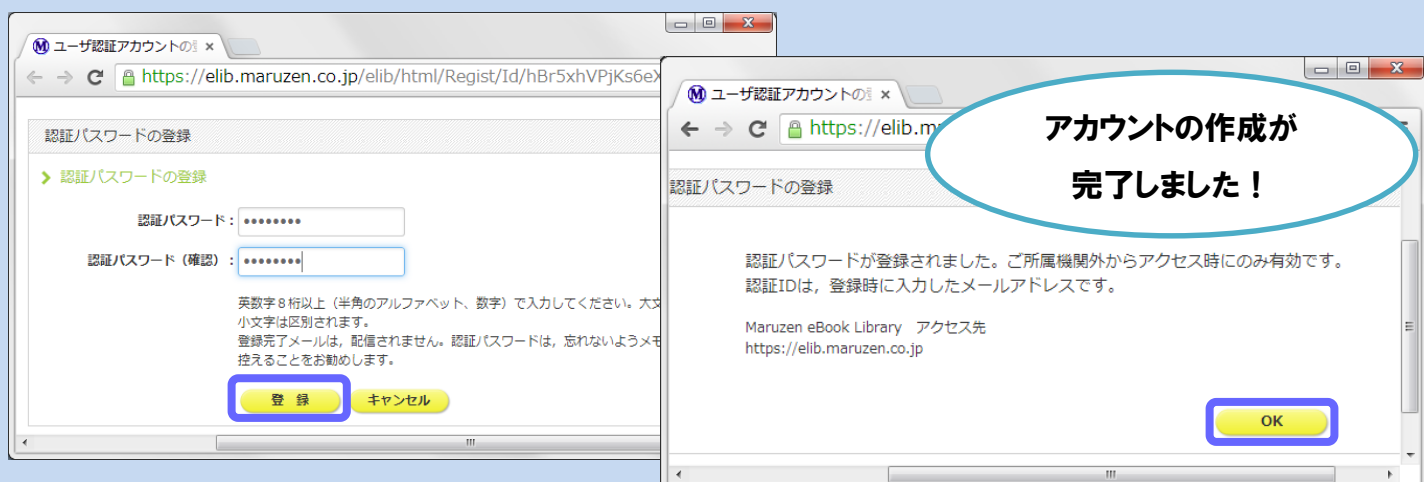 ユーザ認証アカウントの
https://elib.maruzen.co.jp/elib/html/Regist/Id/hBr5xhVPjKs6eX
認証パスワードの登録
認証パスワードの登録
認証パスワード：
認証パスワード（確認）：
英数字８桁以上（半角のアルファベット、数字）で入力してください。大文
小文字は区別されます。
登録完了メールは，配信されません。認証パスワードは，忘れないようメモ
控えることをお勧めします。
登 録
キャンセル
ユーザ認証アカウントの
https://elib.m
アカウントの作成が
完了しました！
認証パスワードの登録
認証パスワードが登録されました。ご所属機関外からアクセス時にのみ有効です。
認証IDは，登録時に入力したメールアドレスです。
Maruzen eBook Library　アクセス先
https://elib.maruzen.co.jp
OK